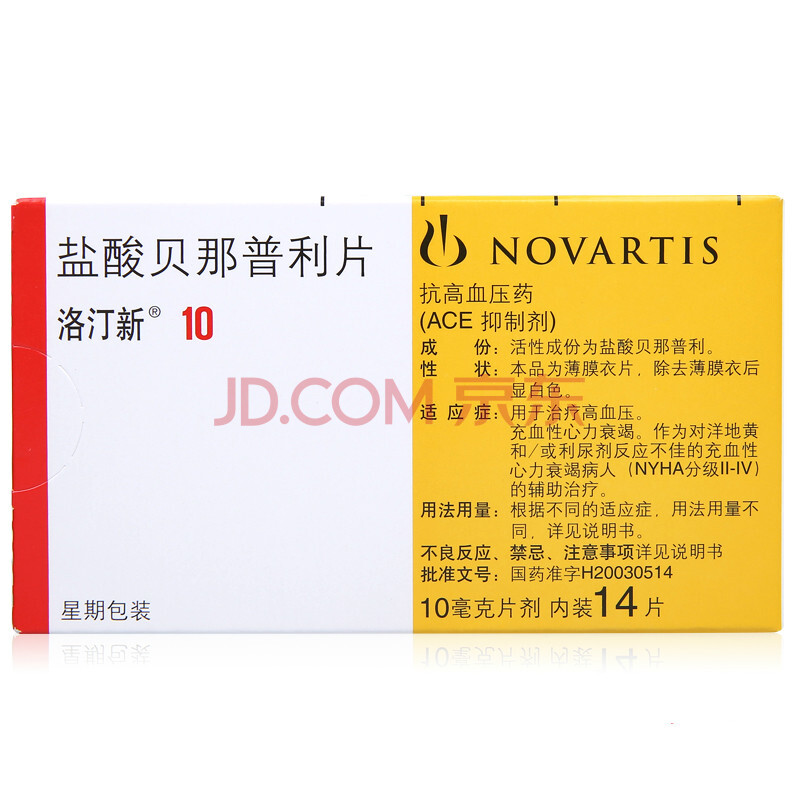 盐酸贝那普利片
洛汀新® 10
星期包装
NOVARTIS
抗高血压药
(ACE 抑制剂)
成 份：活性成份为盐酸贝那普利。
性 状：本品为薄膜衣片，除去薄膜衣后
显白色。
适 应 症：用于治疗高血压。
充血性心力衰竭。作为对洋地黄
和/或利尿剂反应不佳的充血性
心力衰竭病人（NYHA分级II-IV）
的辅助治疗。
用法用量：根据不同的适应症，用法用量不
同，详见说明书。
不良反应、禁忌、注意事项详见说明书
批准文号：国药准字H20030514
10毫克片剂 内装14片
JD.COM 京东